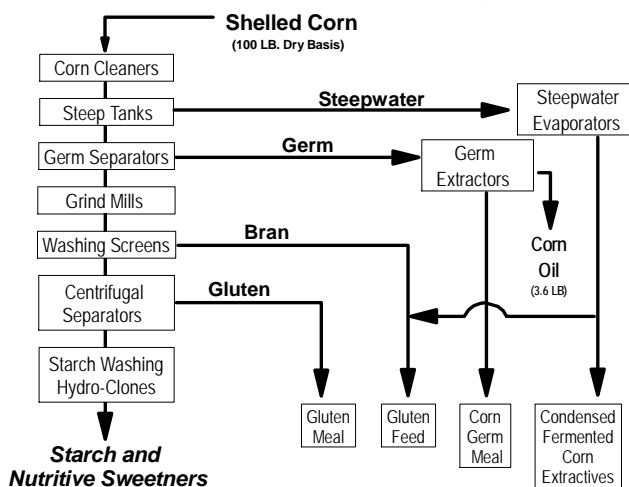 Shelled Corn
(100 LB. Dry Basis)
Corn Cleaners
Steep Tanks
Steepwater
Steepwater
Evaporators
Germ Separators
Germ
Germ
Extractors
Grind Mills
Washing Screens
Bran
Corn
Oil
(3.6 LB)
Centrifugal
Separators
Gluten
Starch Washing
Hydro-Clones
Gluten
Meal
Gluten
Feed
Corn
Germ
Meal
Condensed
Fermented
Corn
Extractives
Starch and
Nutritive Sweetners